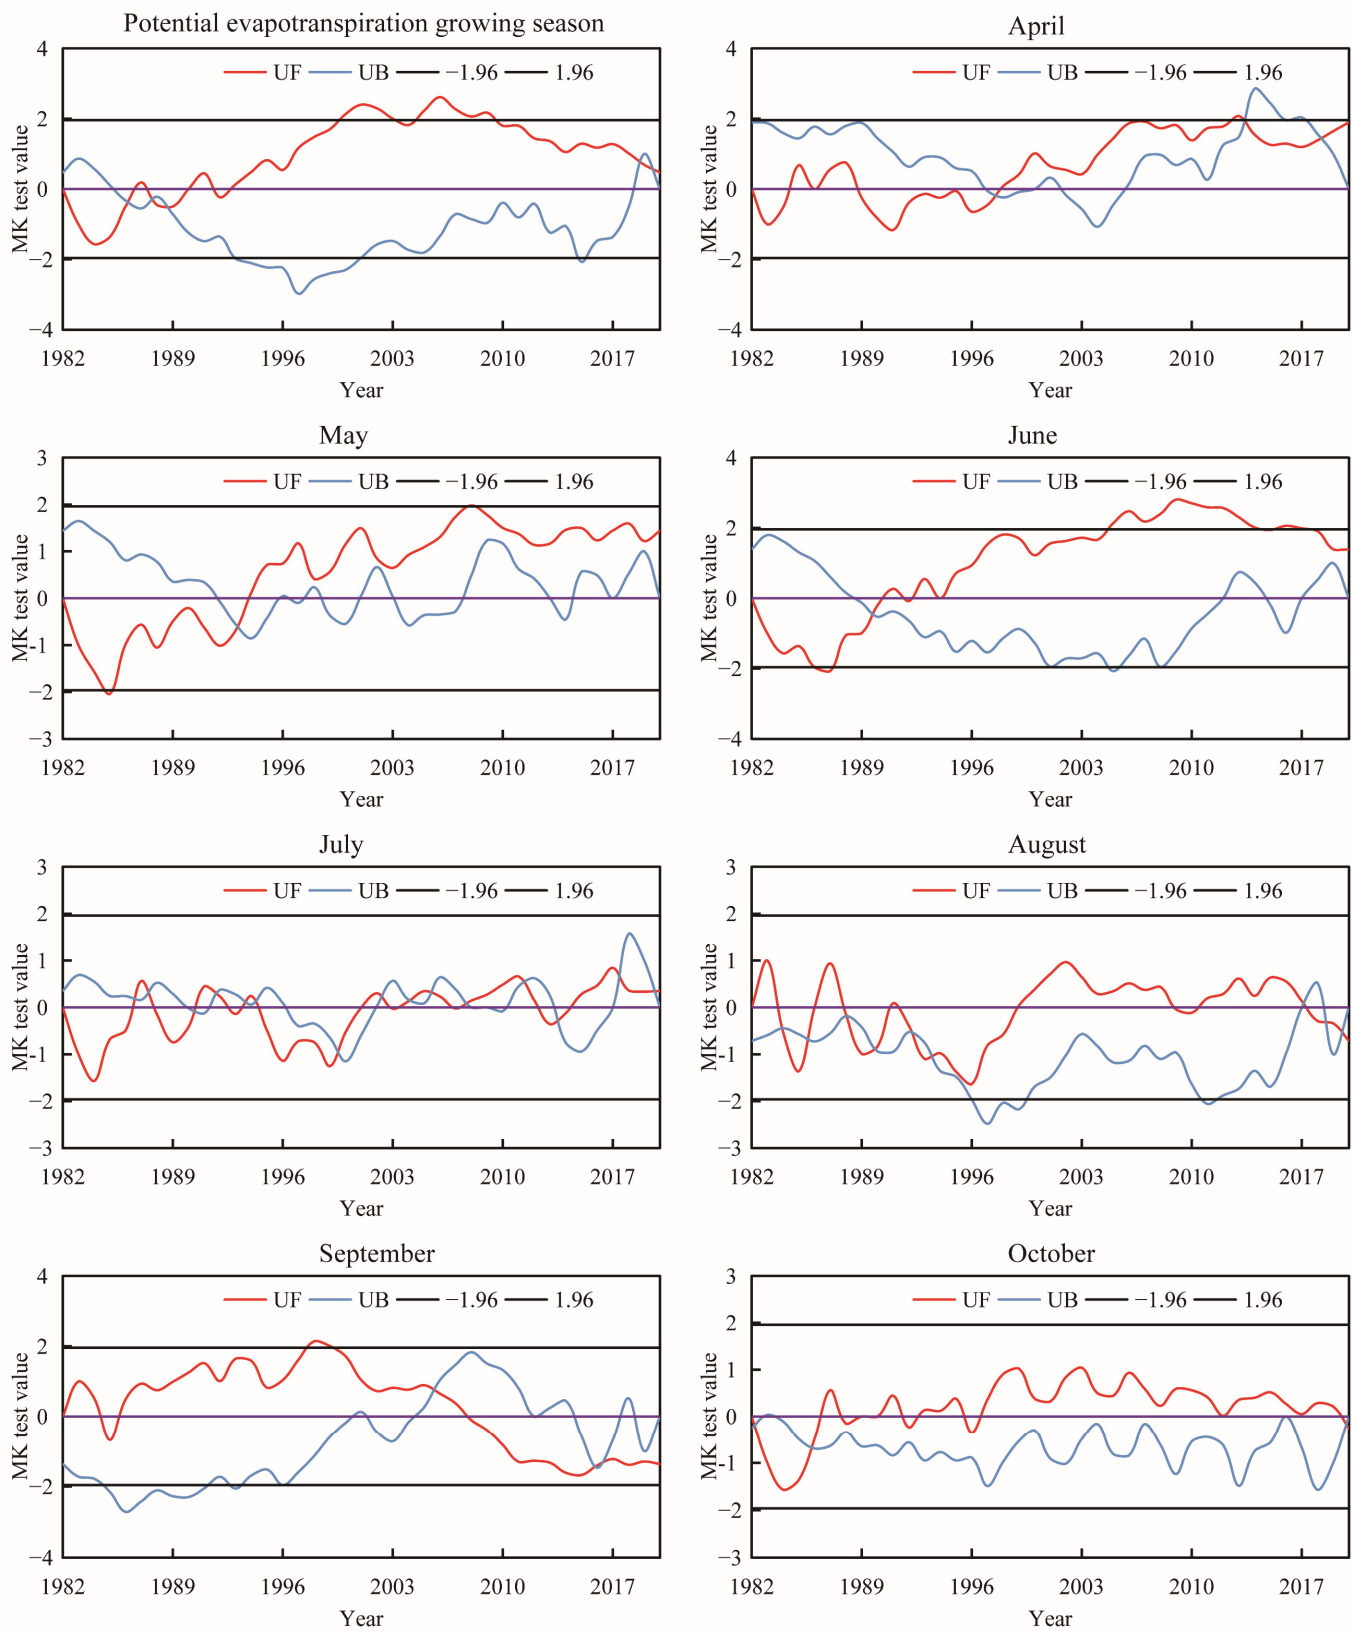 Potential evapotranspiration growing season
4
UF UB −1.96 1.96
2
0
−2
−4
MK test value
1982 1989 1996 2003 2010 2017
Year
April
4
UF UB −1.96 1.96
2
0
−2
−4
MK test value
1982 1989 1996 2003 2010 2017
Year
May
3
UF UB −1.96 1.96
2
1
0
-1
−2
−3
MK test value
1982 1989 1996 2003 2010 2017
Year
June
4
UF UB −1.96 1.96
2
0
−2
−4
MK test value
1982 1989 1996 2003 2010 2017
Year
July
3
UF UB −1.96 1.96
2
1
0
-1
−2
−3
MK test value
1982 1989 1996 2003 2010 2017
Year
August
3
UF UB −1.96 1.96
2
1
0
-1
−2
−3
MK test value
1982 1989 1996 2003 2010 2017
Year
September
4
UF UB −1.96 1.96
2
0
−2
−4
MK test value
1982 1989 1996 2003 2010 2017
Year
October
3
UF UB −1.96 1.96
2
1
0
-1
−2
−3
MK test value
1982 1989 1996 2003 2010 2017
Year